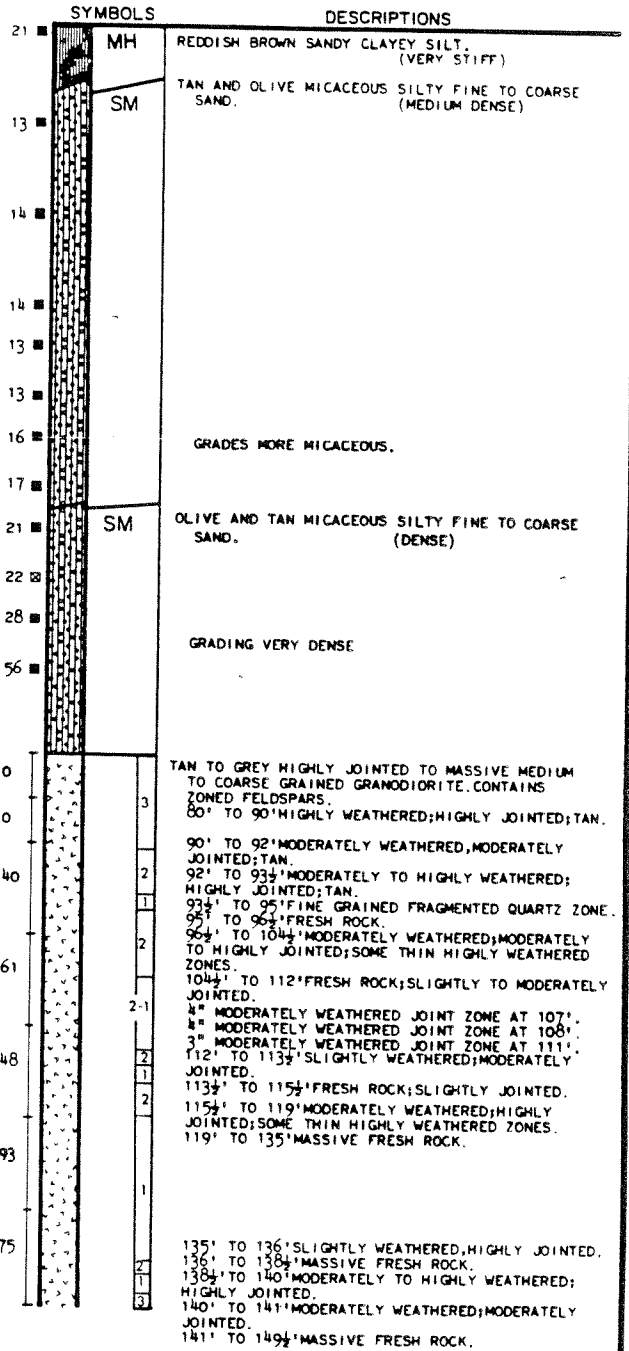 SYMBOLS DESCRIPTIONS
21 MH REDDISH BROWN SANDY CLAYEY SILT.
(VERY STIFF)
TAN AND OLIVE MICACEOUS SILTY FINE TO COARSE
SM SAND. (MEDIUM DENSE)
13
14
14
13
13
16 GRADES MORE MICACEOUS.
17
21 SM OLIVE AND TAN MICACEOUS SILTY FINE TO COARSE
SAND. (DENSE)
22
28
GRADING VERY DENSE
56
TAN TO GREY HIGHLY JOINTED TO MASSIVE MEDIUM
0 TO COARSE GRAINED GRANODIORITE. CONTAINS
3 ZONED FELDSPARS.
0 80' TO 90' HIGHLY WEATHERED; HIGHLY JOINTED; TAN.
90' TO 92' MODERATELY WEATHERED, MODERATELY
JOINTED; TAN.
40 2 92' TO 93½' MODERATELY TO HIGHLY WEATHERED;
HIGHLY JOINTED; TAN.
1 93½' TO 95' FINE GRAINED FRAGMENTED QUARTZ ZONE.
95' TO 96½' FRESH ROCK.
2 96½' TO 104½' MODERATELY WEATHERED; MODERATELY
TO HIGHLY JOINTED; SOME THIN HIGHLY WEATHERED
61 ZONES.
104½' TO 112' FRESH ROCK; SLIGHTLY TO MODERATELY
JOINTED.
2-1 4" MODERATELY WEATHERED JOINT ZONE AT 107'.
4" MODERATELY WEATHERED JOINT ZONE AT 108'.
3" MODERATELY WEATHERED JOINT ZONE AT 111'.
48 2 112' TO 113½' SLIGHTLY WEATHERED; MODERATELY
1 JOINTED.
113½' TO 115½' FRESH ROCK; SLIGHTLY JOINTED.
2 115½' TO 119' MODERATELY WEATHERED; HIGHLY
JOINTED; SOME THIN HIGHLY WEATHERED ZONES.
119' TO 135' MASSIVE FRESH ROCK.
93
1
75 135' TO 136' SLIGHTLY WEATHERED, HIGHLY JOINTED.
2 136' TO 138½' MASSIVE FRESH ROCK.
1 138½' TO 140' MODERATELY TO HIGHLY WEATHERED;
HIGHLY JOINTED.
3 140' TO 141' MODERATELY WEATHERED; MODERATELY
JOINTED.
141' TO 149½' MASSIVE FRESH ROCK.